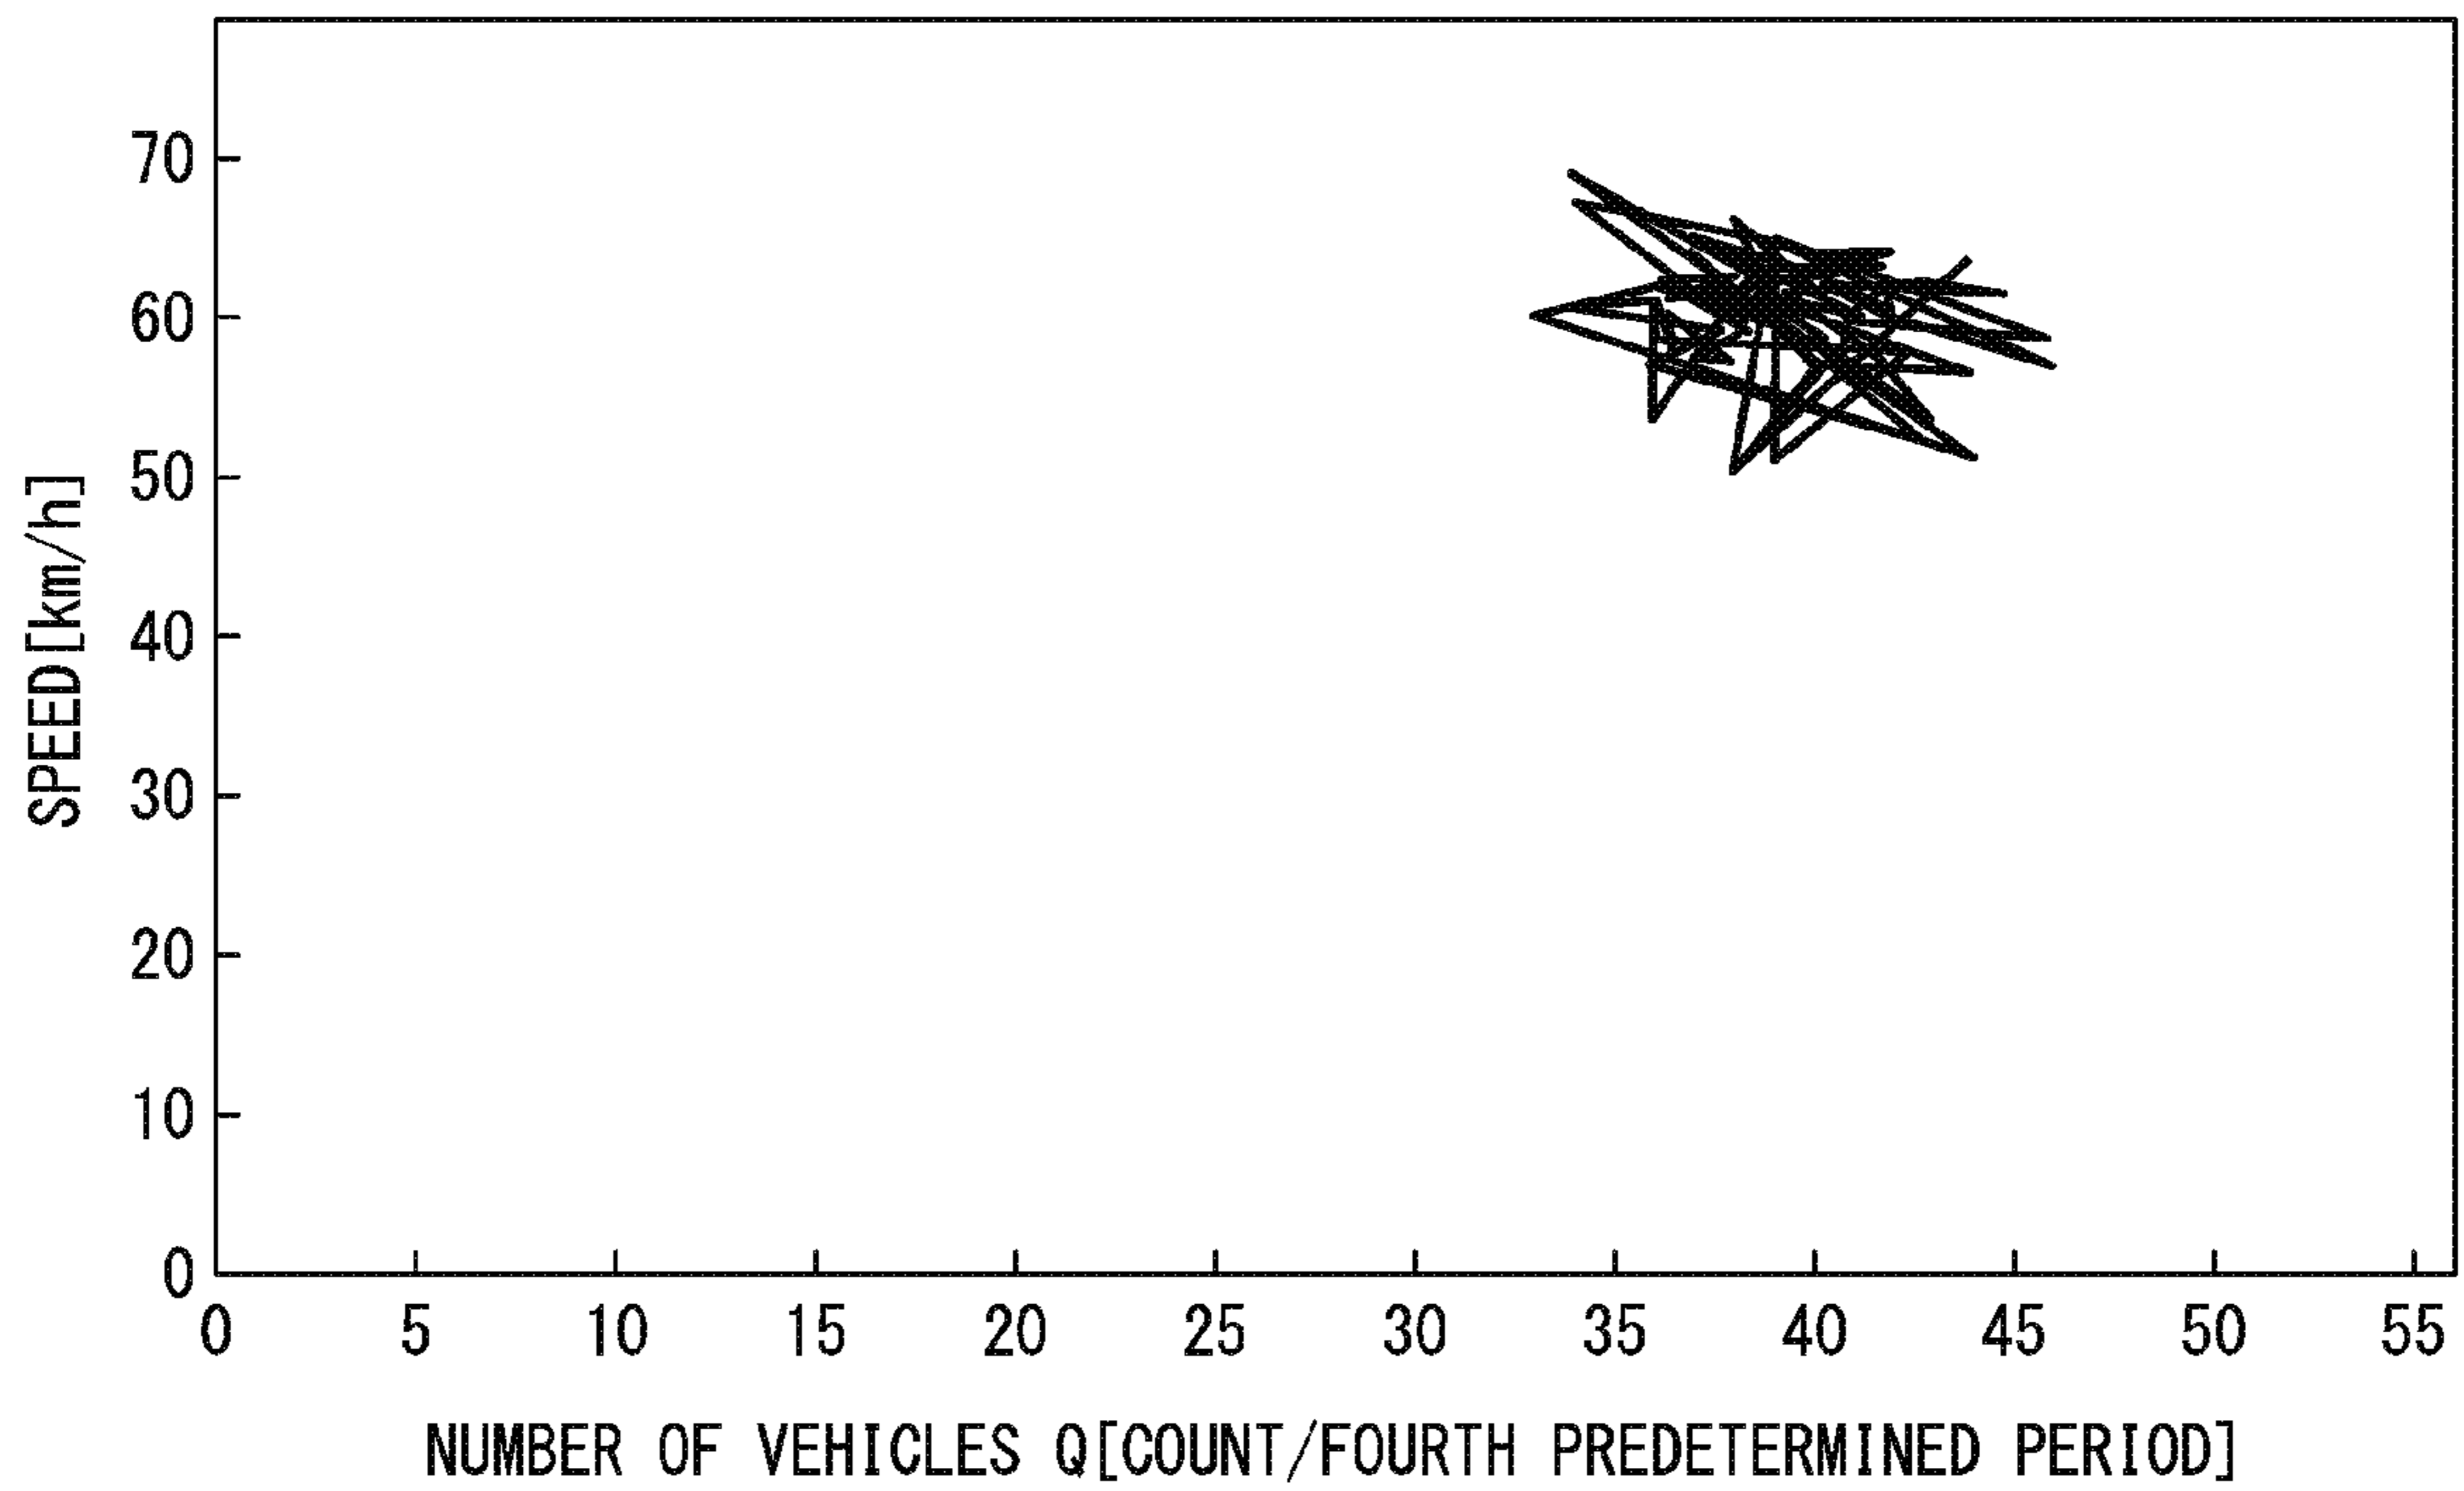 SPEED[km/h]
70
60
50
40
30
20
10
0
0 5 10 15 20 25 30 35 40 45 50 55
NUMBER OF VEHICLES Q[COUNT/FOURTH PREDETERMINED PERIOD]